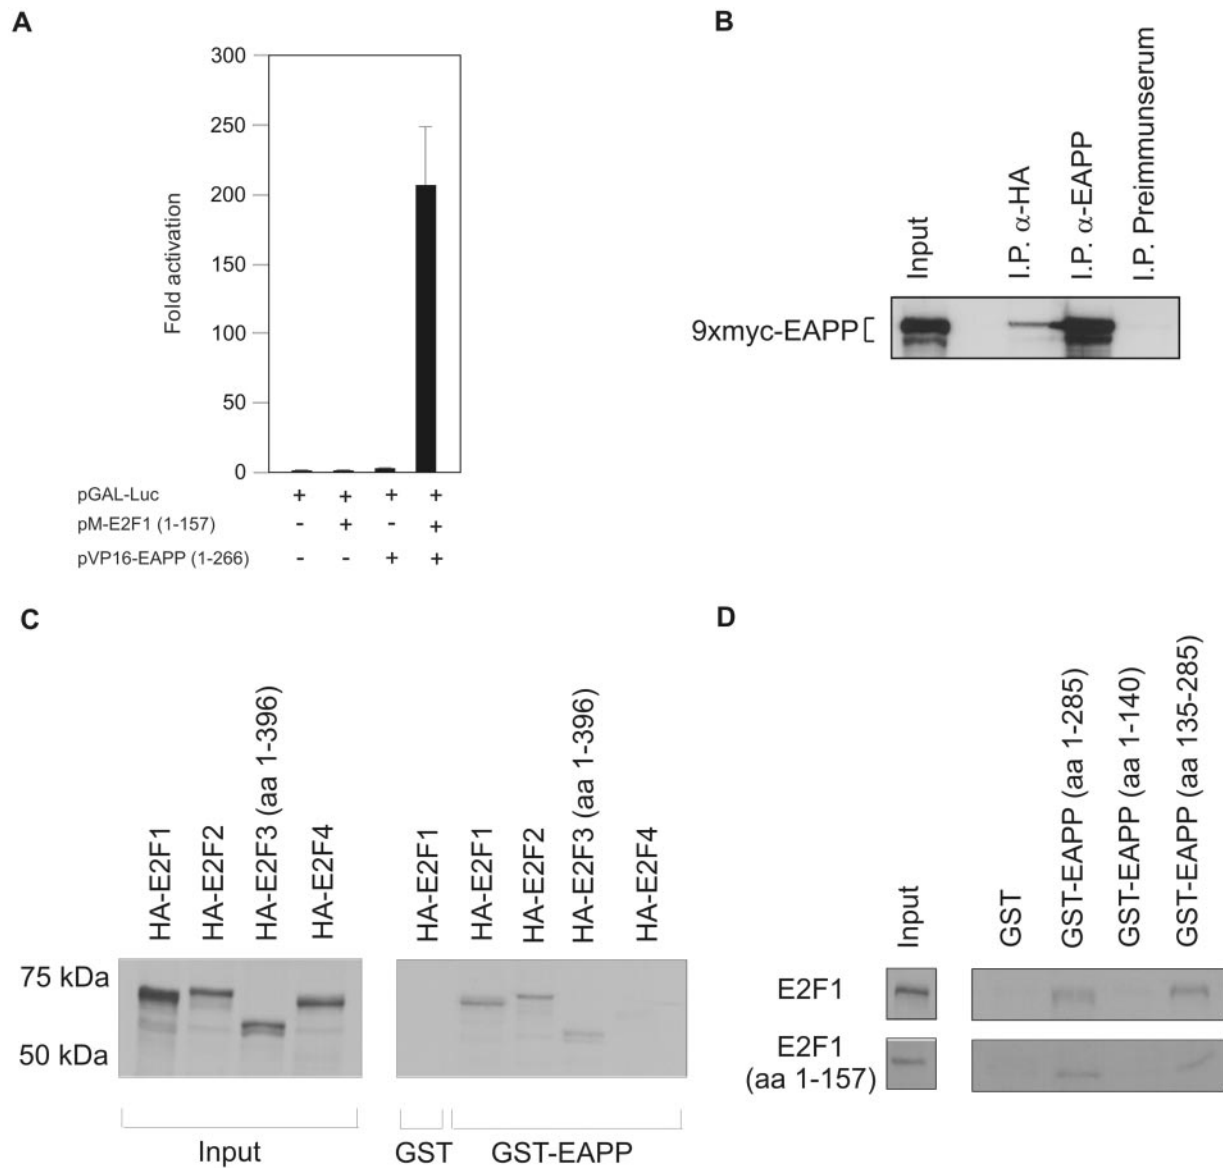 A
300
250
200
150
100
50
0
Fold activation
pGAL-Luc + + + +
pM-E2F1 (1-157) - + - +
pVP16-EAPP (1-266) - - + +
B
Input
I.P. α-HA
I.P. α-EAPP
I.P. Preimmunserum
9xmyc-EAPP
C
HA-E2F1
HA-E2F2
HA-E2F3 (aa 1-396)
HA-E2F4
HA-E2F1
HA-E2F1
HA-E2F2
HA-E2F3 (aa 1-396)
HA-E2F4
75 kDa
50 kDa
Input
GST
GST-EAPP
D
Input
GST
GST-EAPP (aa 1-285)
GST-EAPP (aa 1-140)
GST-EAPP (aa 135-285)
E2F1
E2F1
(aa 1-157)